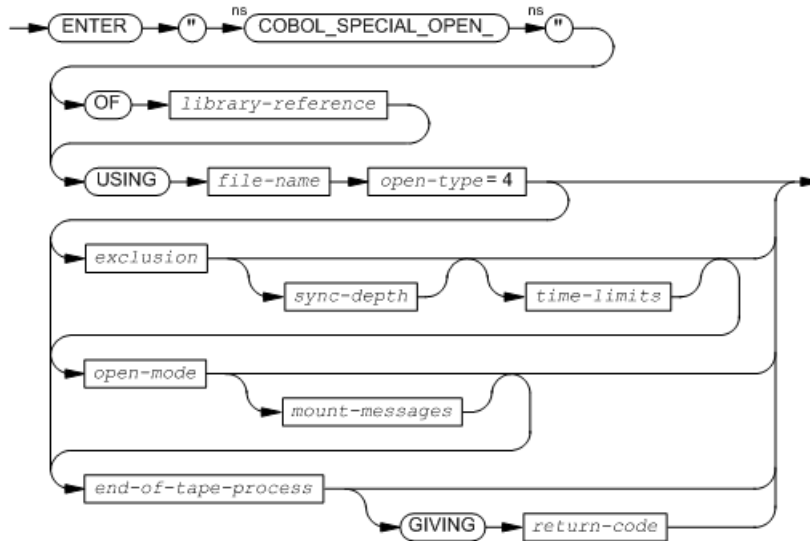 ENTER " ns COBOL_SPECIAL_OPEN_ ns "
OF library-reference
USING file-name open-type = 4
exclusion
sync-depth time-limits
open-mode
mount-messages
end-of-tape-process
GIVING return-code